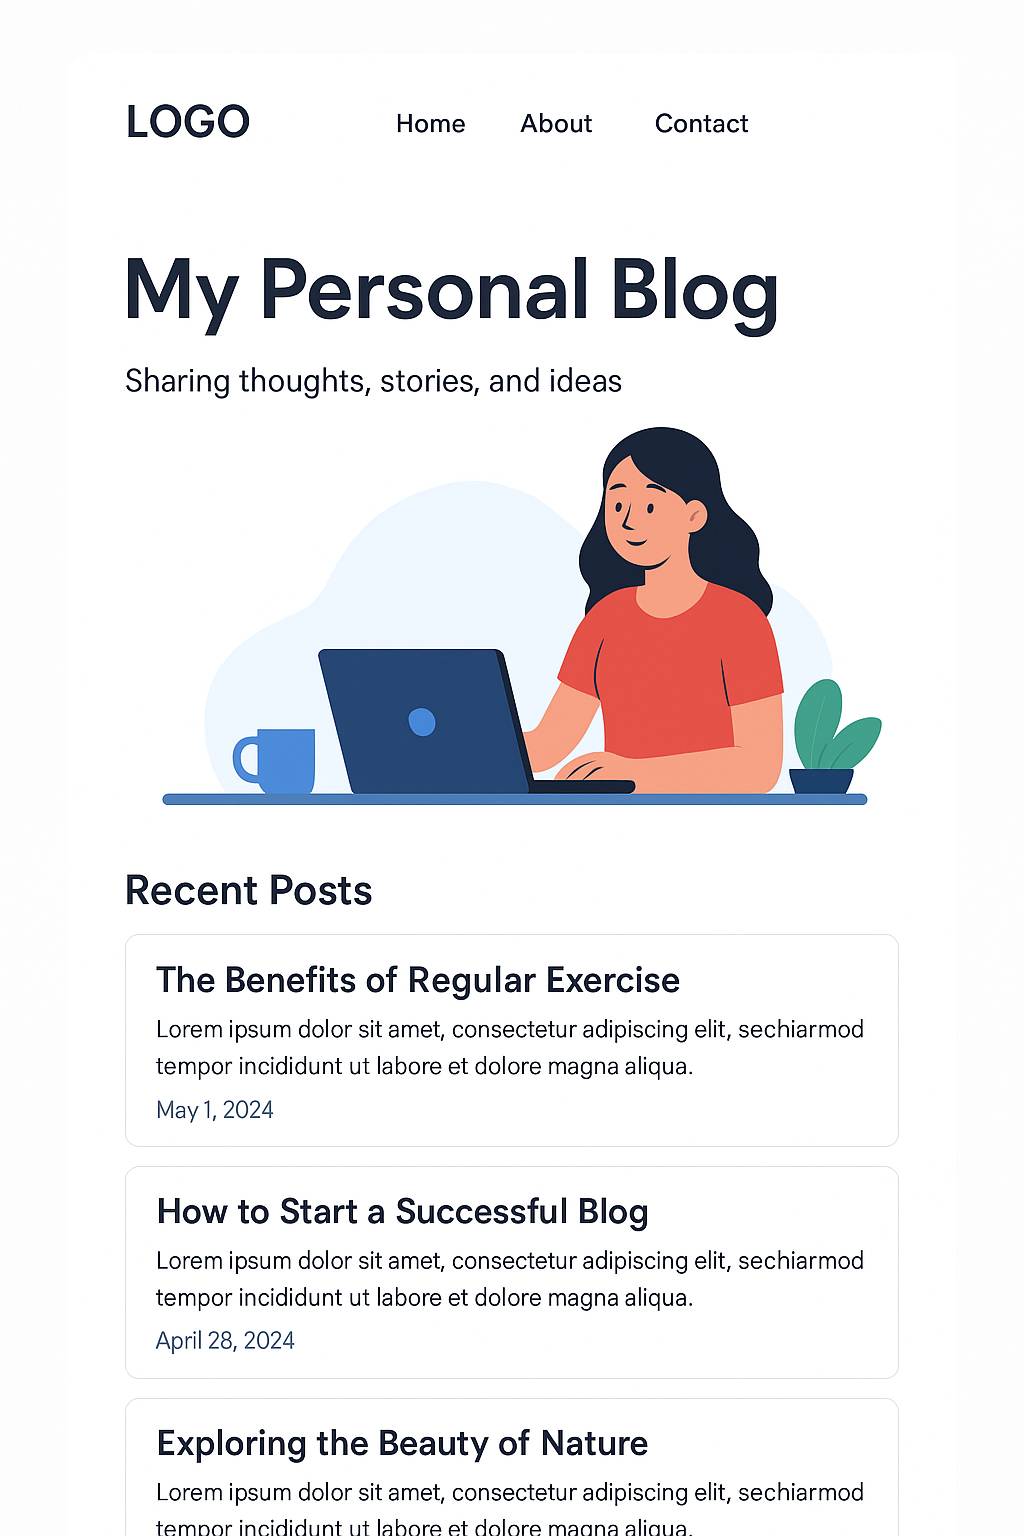 LOGO
Home About Contact
My Personal Blog
Sharing thoughts, stories, and ideas
Recent Posts
The Benefits of Regular Exercise
Lorem ipsum dolor sit amet, consectetur adipiscing elit, sechiarmod
tempor incididunt ut labore et dolore magna aliqua.
May 1, 2024
How to Start a Successful Blog
Lorem ipsum dolor sit amet, consectetur adipiscing elit, sechiarmod
tempor incididunt ut labore et dolore magna aliqua.
April 28, 2024
Exploring the Beauty of Nature
Lorem ipsum dolor sit amet, consectetur adipiscing elit, sechiarmod
tempor incididunt ut labore et dolore magna aliqua.